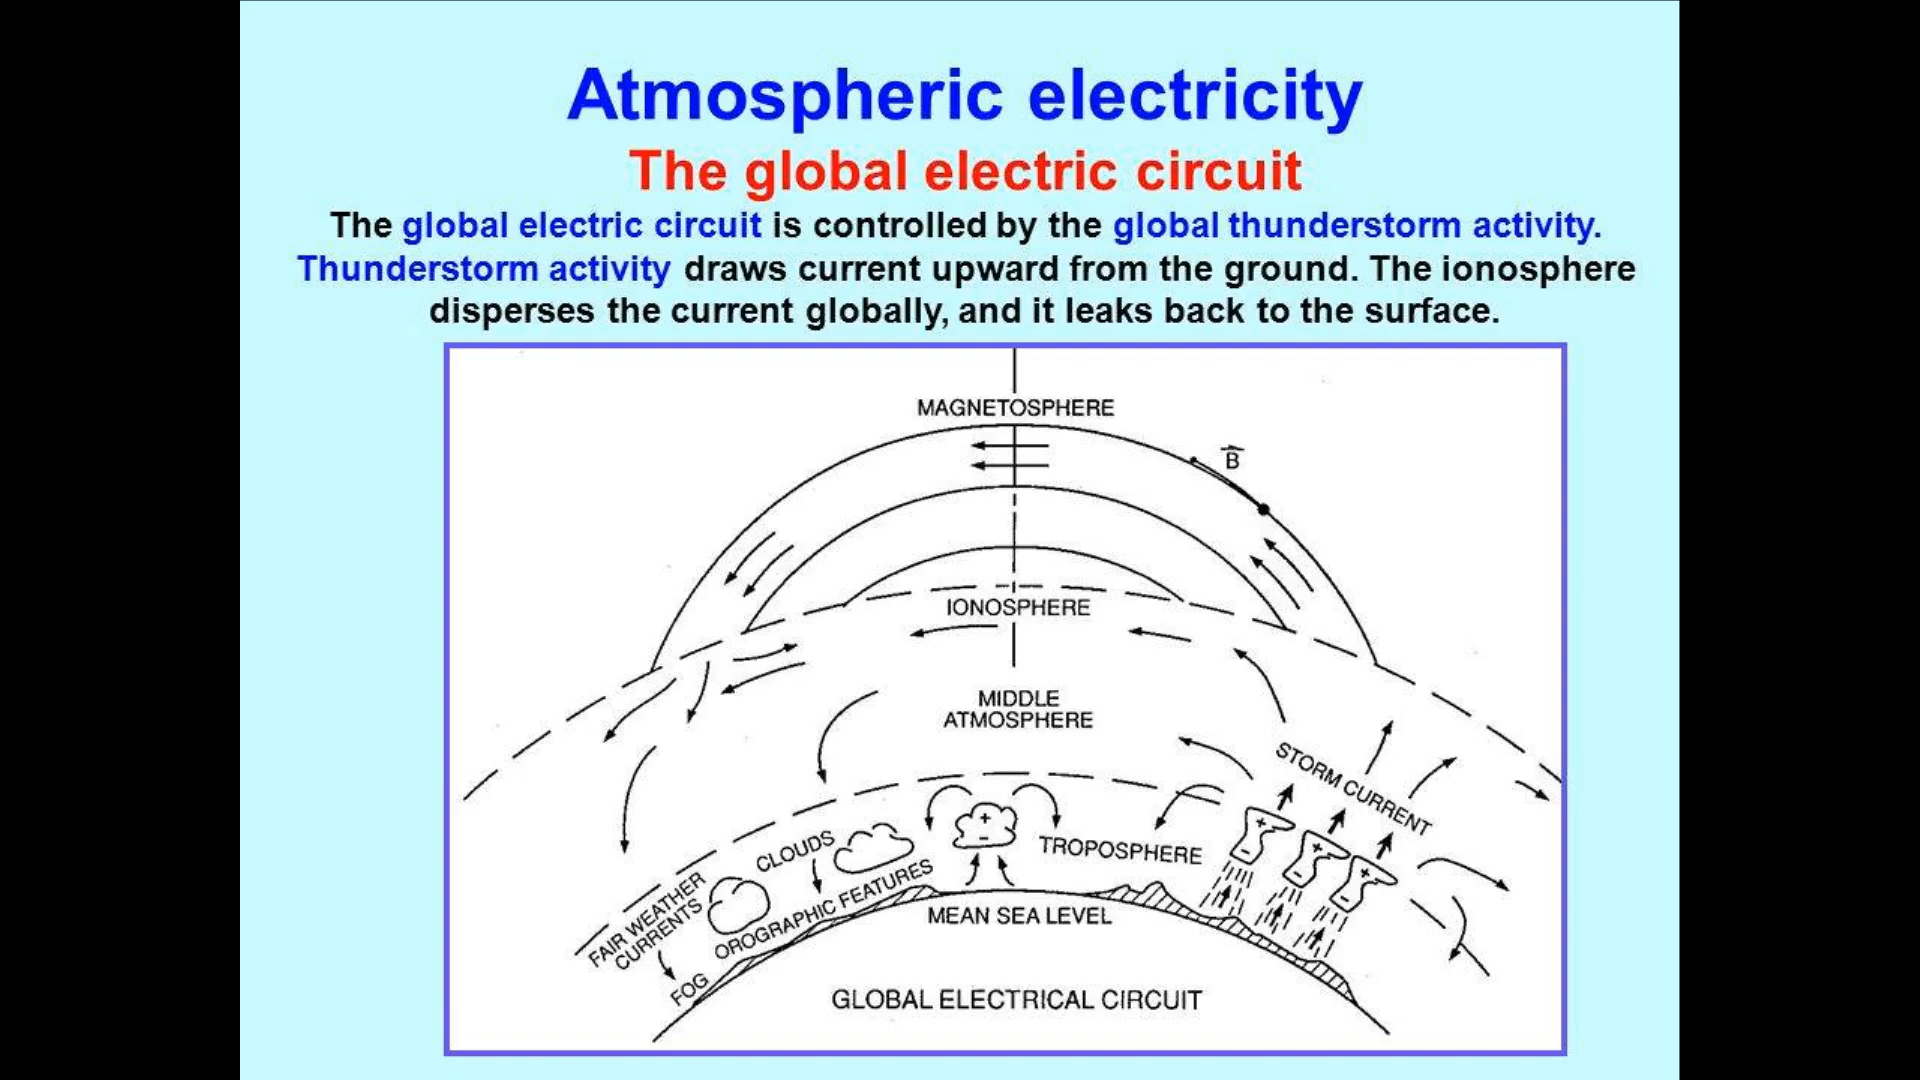 Atmospheric electricity
The global electric circuit
The global electric circuit is controlled by the global thunderstorm activity.
Thunderstorm activity draws current upward from the ground. The ionosphere
disperses the current globally, and it leaks back to the surface.
MAGNETOSPHERE
B
IONOSPHERE
MIDDLE
ATMOSPHERE
STORM CURRENT
CLOUDS
+
-
TROPOSPHERE
+
-
+
-
+
-
FAIR WEATHER
CURRENTS
OROGRAPHIC FEATURES
MEAN SEA LEVEL
FOG
GLOBAL ELECTRICAL CIRCUIT